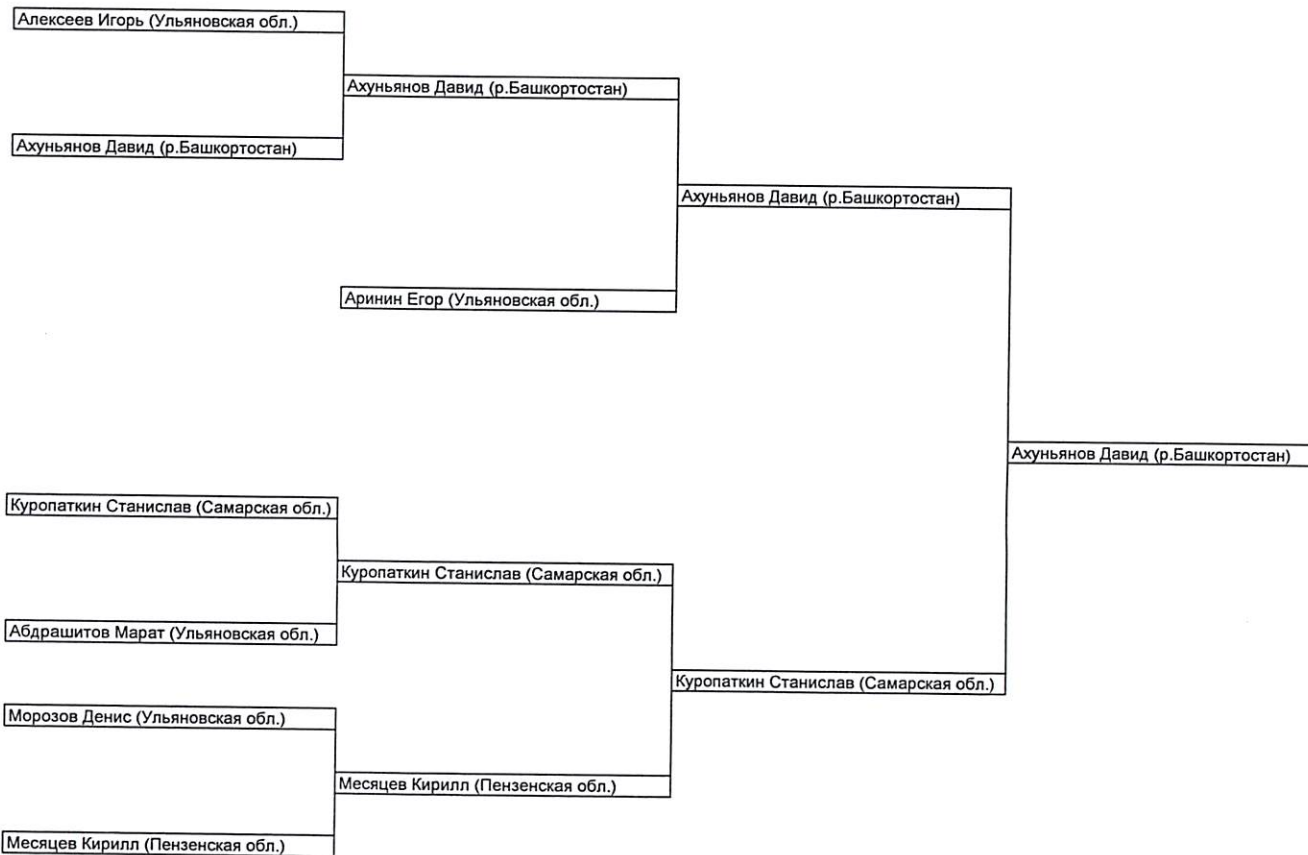 Алексеев Игорь (Ульяновская обл.)
Ахуньянов Давид (р.Башкортостан)
Ахуньянов Давид (р.Башкортостан)
Ахуньянов Давид (р.Башкортостан)
Аринин Егор (Ульяновская обл.)
Ахуньянов Давид (р.Башкортостан)
Куропаткин Станислав (Самарская обл.)
Куропаткин Станислав (Самарская обл.)
Абдрашитов Марат (Ульяновская обл.)
Куропаткин Станислав (Самарская обл.)
Морозов Денис (Ульяновская обл.)
Месяцев Кирилл (Пензенская обл.)
Месяцев Кирилл (Пензенская обл.)